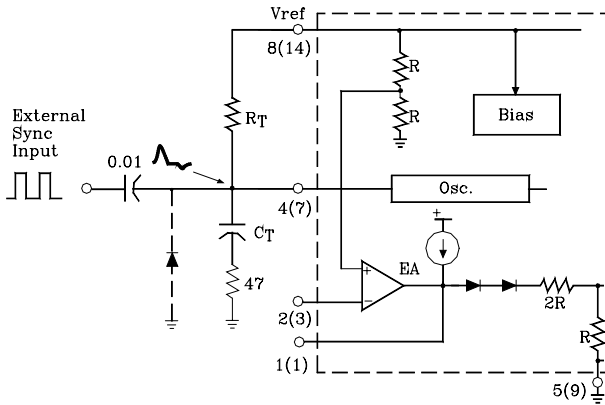 Vref
8(14)
R
R
Bias
RT
External
Sync
Input
0.01
4(7)
Osc.
CT
+
47
EA
+
−
2(3)
2R
R
1(1)
5(9)